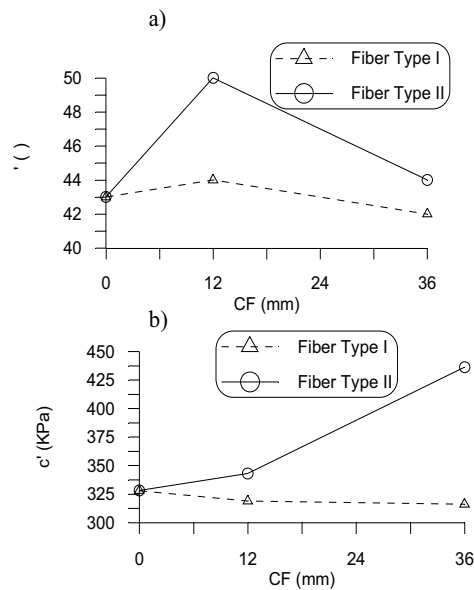 a)
Fiber Type I
Fiber Type II
50
48
46
44
42
40
' ( )
0 12 24 36
CF (mm)
b)
Fiber Type I
Fiber Type II
450
425
400
375
350
325
300
c' (KPa)
0 12 24 36
CF (mm)